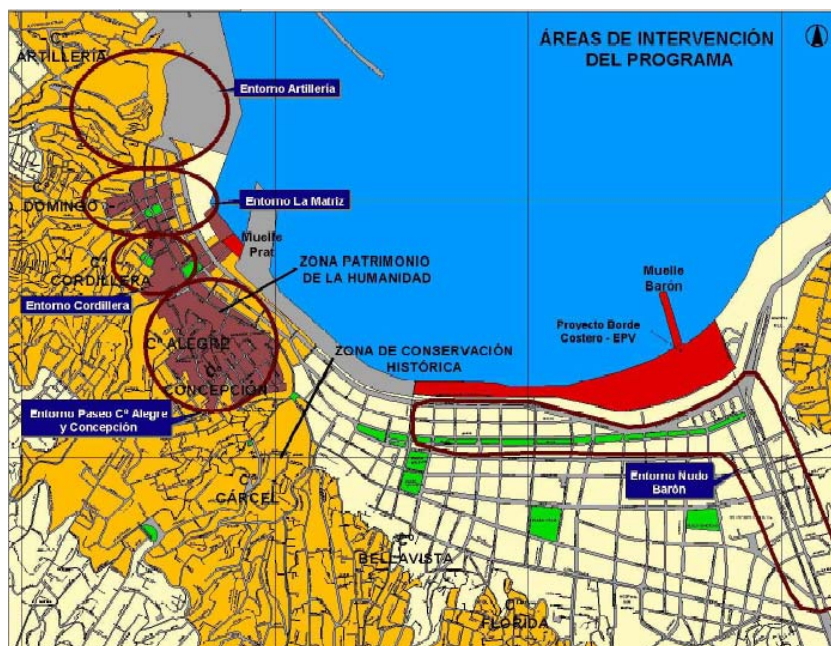 ÁREAS DE INTERVENCIÓN
DEL PROGRAMA
Cº
ARTILLERÍA
Entorno Artillería
Cº
DOMINGO
Entorno La Matriz
Muelle
Prat
ZONA PATRIMONIO
DE LA HUMANIDAD
CORDILLERA
Entorno Cordillera
Muelle
Barón
Proyecto Borde
Costero - EPV
Cº ALEGRE
ZONA DE CONSERVACIÓN
HISTÓRICA
Cº
CONCEPCIÓN
Entorno Paseo Cº Alegre
y Concepción
Entorno Nudo
Barón
Cº
CÁRCEL
Cº
BELLAVISTA
Cº
FLORIDA